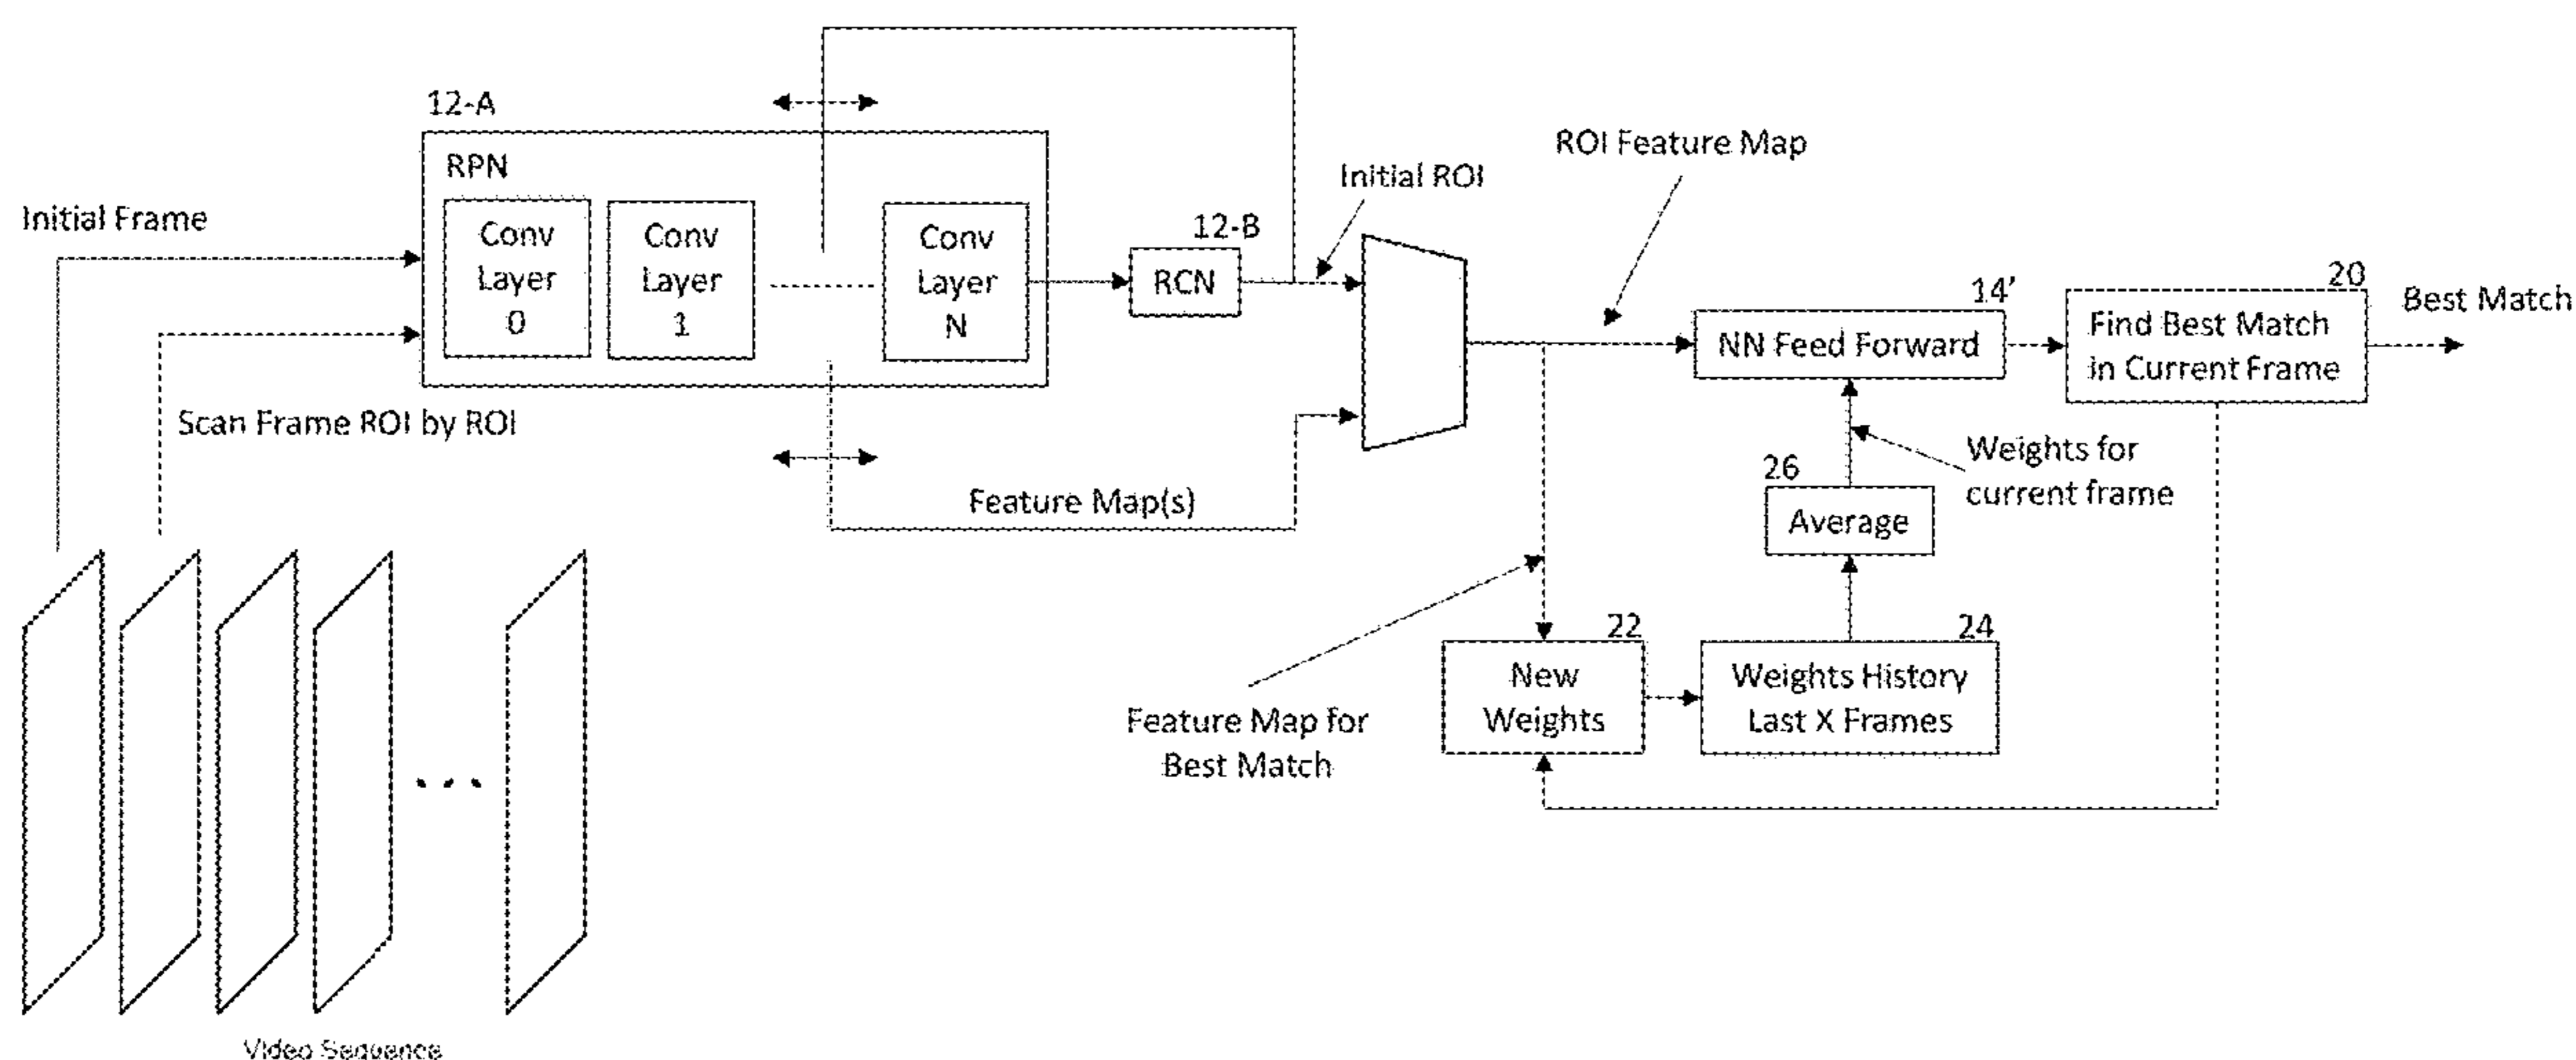 12-A
RPN
Conv
Layer
0
Conv
Layer
1
Conv
Layer
N
Initial Frame
Scan Frame ROI by ROI
12-B
RCN
Initial ROI
ROI Feature Map
Feature Map(s)
14'
NN Feed Forward
20
Find Best Match
in Current Frame
Best Match
Weights for
current frame
26
Average
22
New
Weights
24
Weights History
Last X Frames
Feature Map for
Best Match
Video Sequence